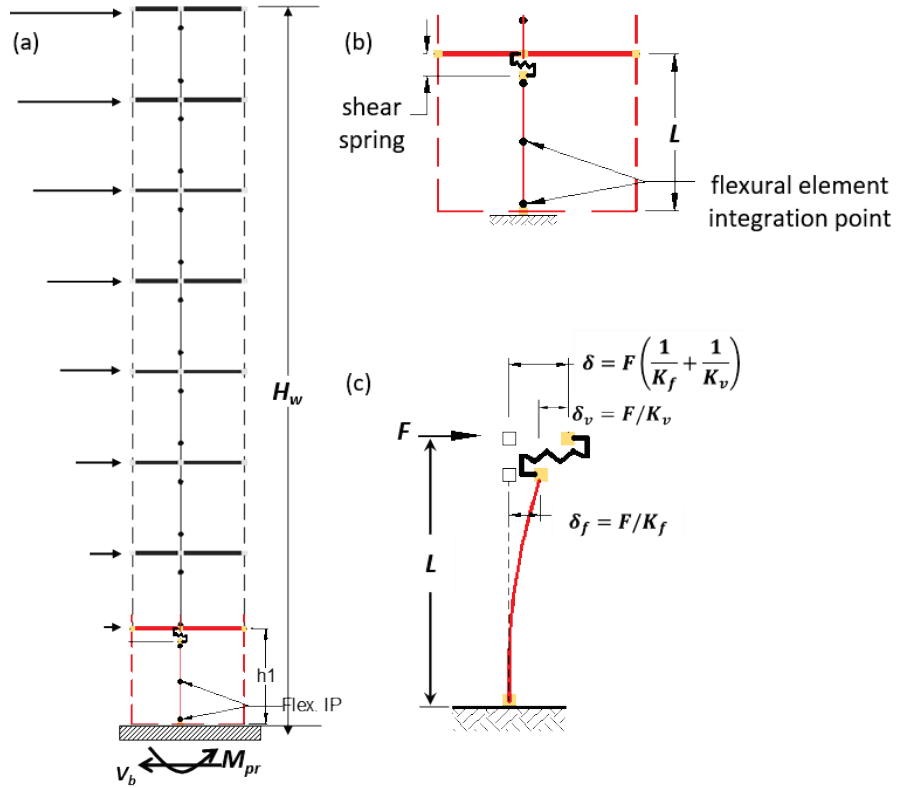 (a)
H_w
h1
Flex. IP
V_b
M_pr
(b)
shear
spring
L
flexural element
integration point
(c)
δ = F(1/K_f + 1/K_v)
δ_v = F/K_v
F
δ_f = F/K_f
L